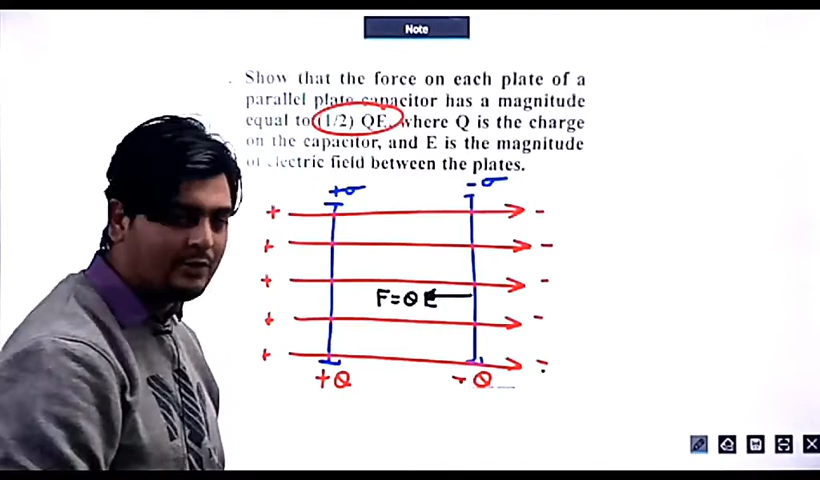 Note
Show that the force on each plate of a
parallel plate capacitor has a magnitude
equal to (1/2) QE, where Q is the charge
on the capacitor, and E is the magnitude
of electric field between the plates.
+σ -σ
+ -
+ -
+ -
F=QE
+ -
+ -
+Q -Q